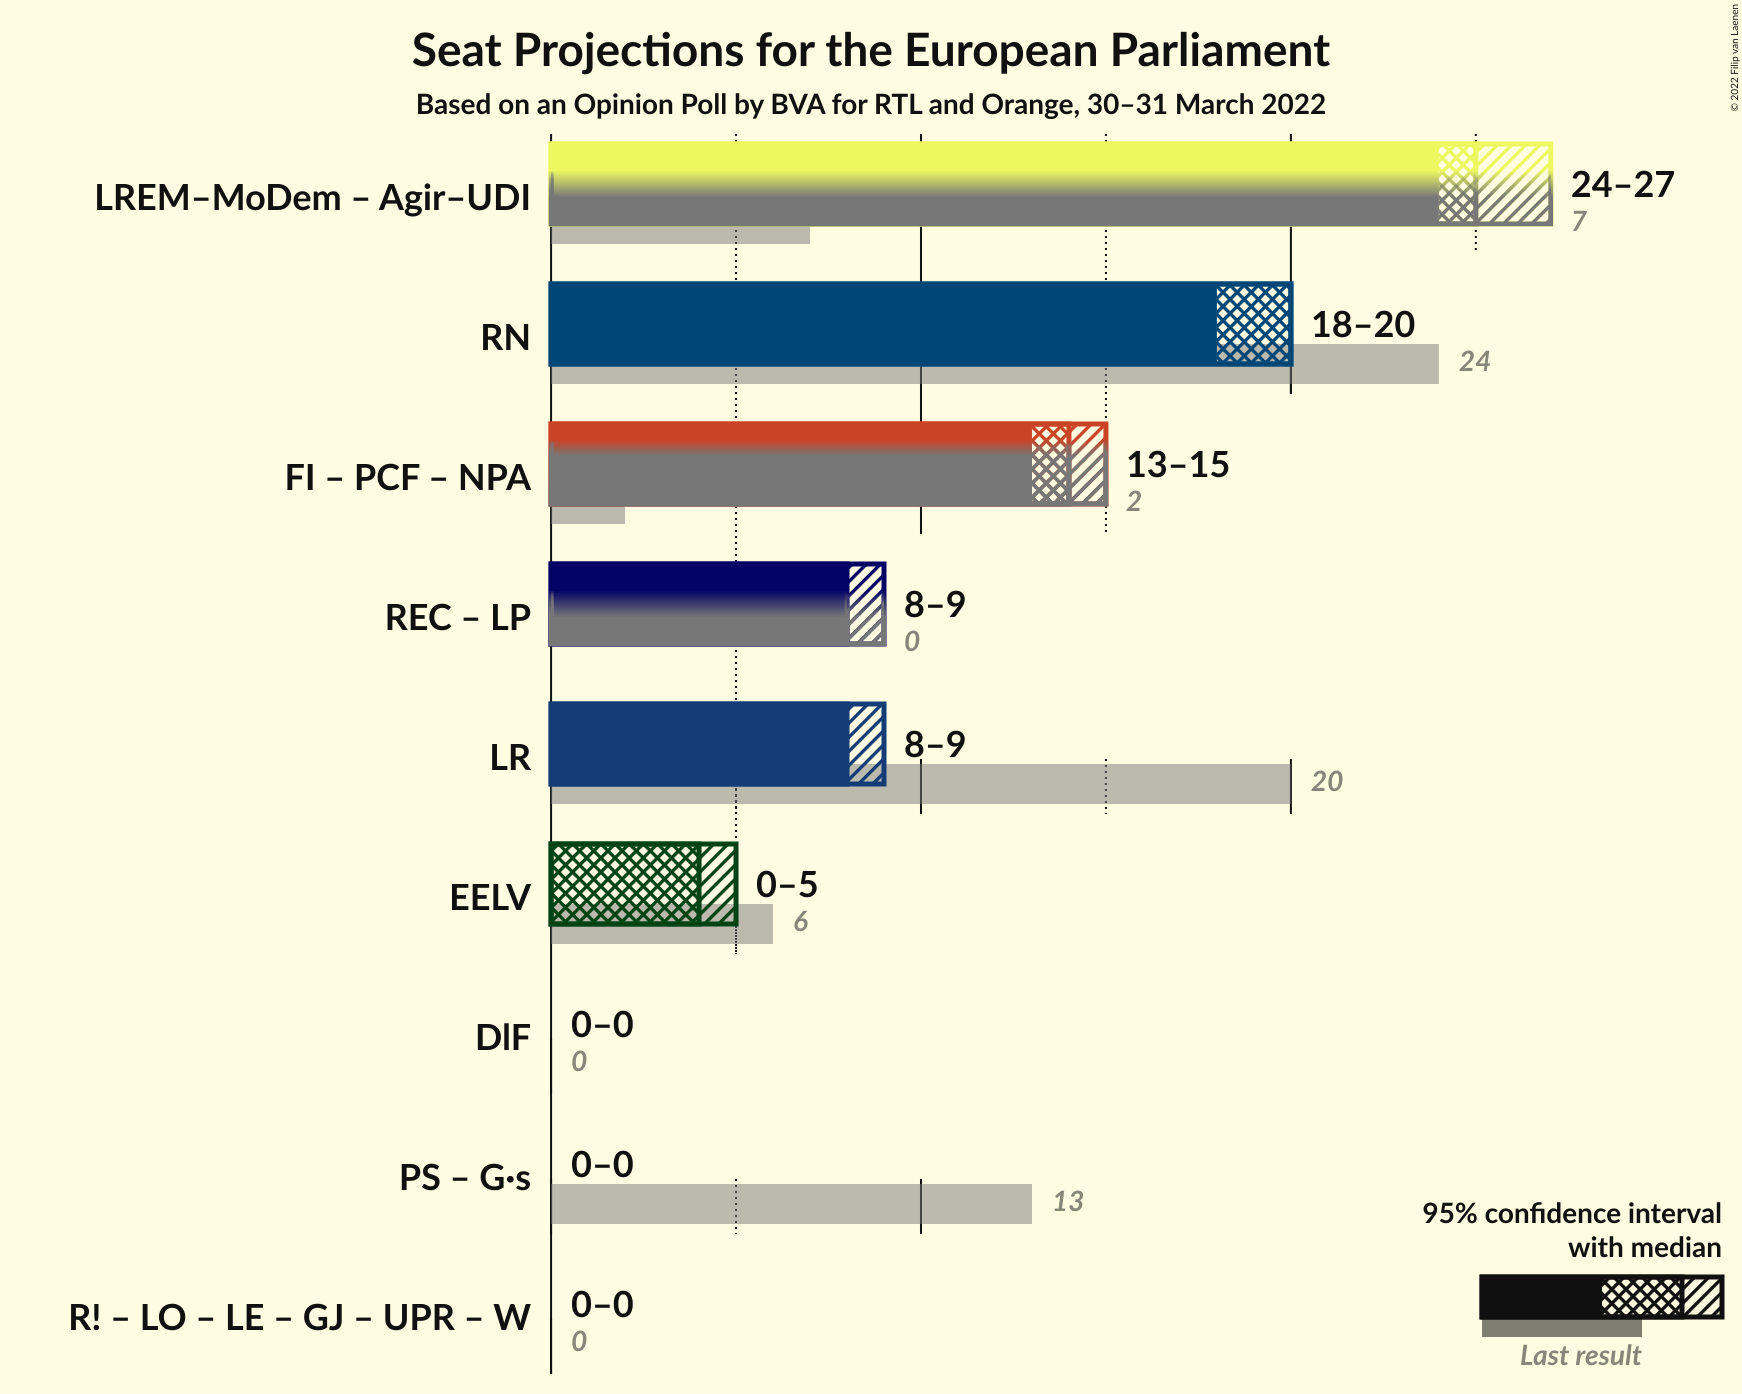 Seat Projections for the European Parliament
Based on an Opinion Poll by BVA for RTL and Orange, 30–31 March 2022
© 2022 Filip van Laenen
LREM–MoDem – Agir–UDI
24–27
7
RN
18–20
24
FI – PCF – NPA
13–15
2
REC – LP
8–9
0
LR
8–9
20
EELV
0–5
6
DlF
0–0
0
PS – G·s
0–0
13
R! – LO – LE – GJ – UPR – W
0–0
0
95% confidence interval
with median
Last result